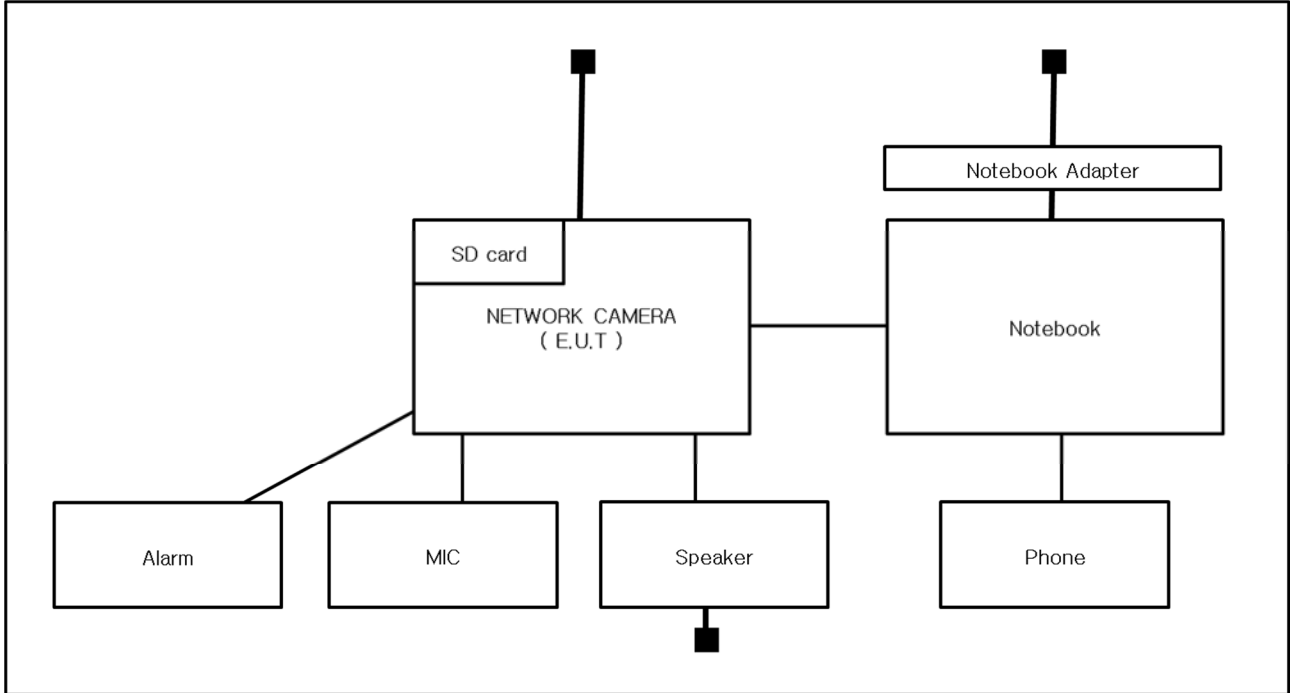 Notebook Adapter
SD card
NETWORK CAMERA
( E.U.T )
Notebook
Alarm
MIC
Speaker
Phone